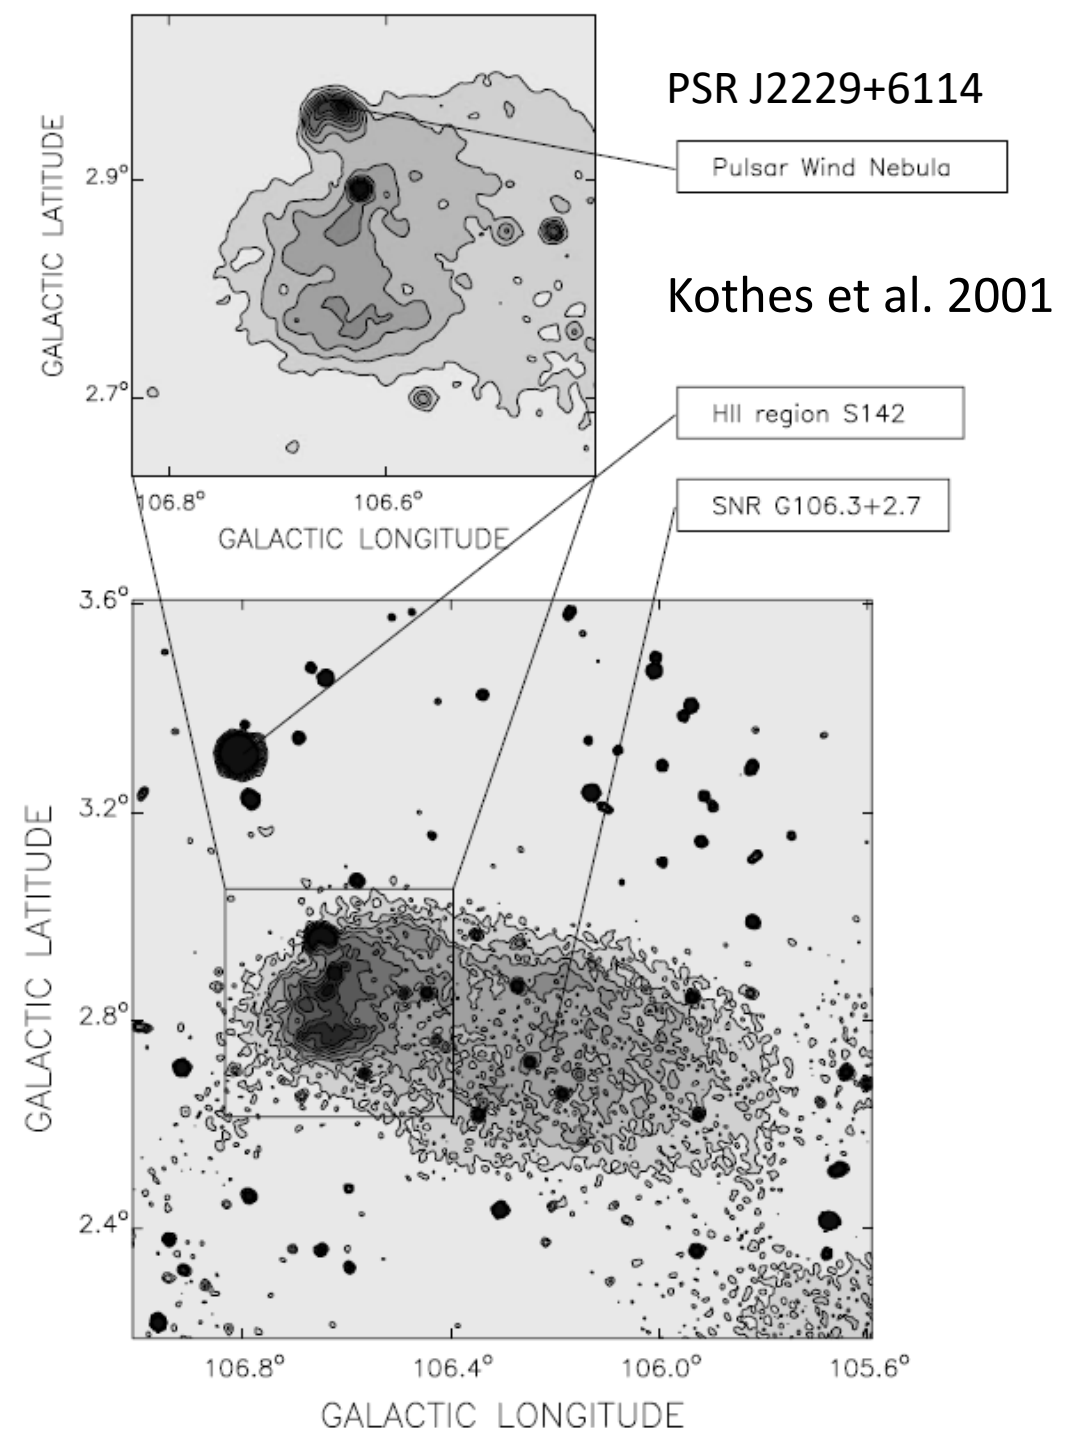 PSR J2229+6114
Pulsar Wind Nebula
GALACTIC LATITUDE
2.9°
Kothes et al. 2001
2.7°
HII region S142
106.8°
106.6°
SNR G106.3+2.7
GALACTIC LONGITUDE
3.6°
3.2°
GALACTIC LATITUDE
2.8°
2.4°
106.8°
106.4°
106.0°
105.6°
GALACTIC LONGITUDE